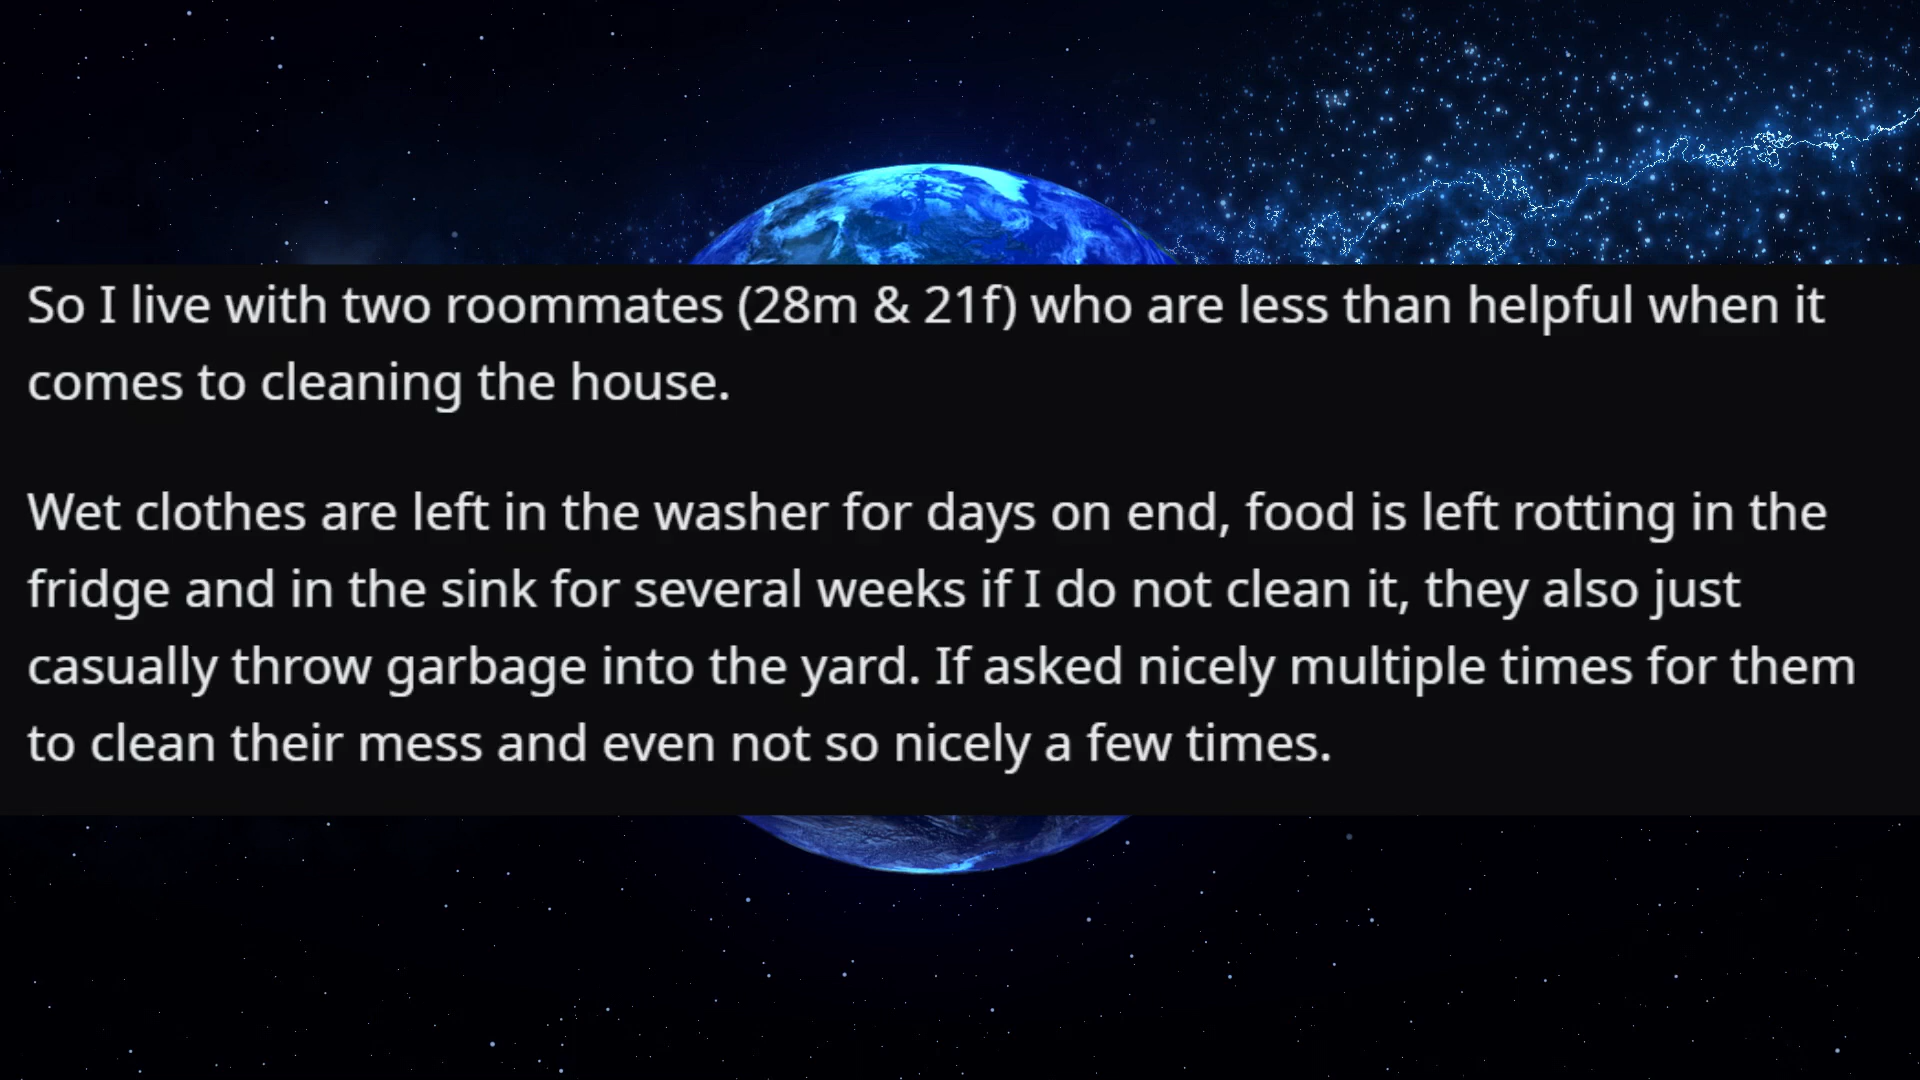 So I live with two roommates (28m & 21f) who are less than helpful when it
comes to cleaning the house.
Wet clothes are left in the washer for days on end, food is left rotting in the
fridge and in the sink for several weeks if I do not clean it, they also just
casually throw garbage into the yard. If asked nicely multiple times for them
to clean their mess and even not so nicely a few times.